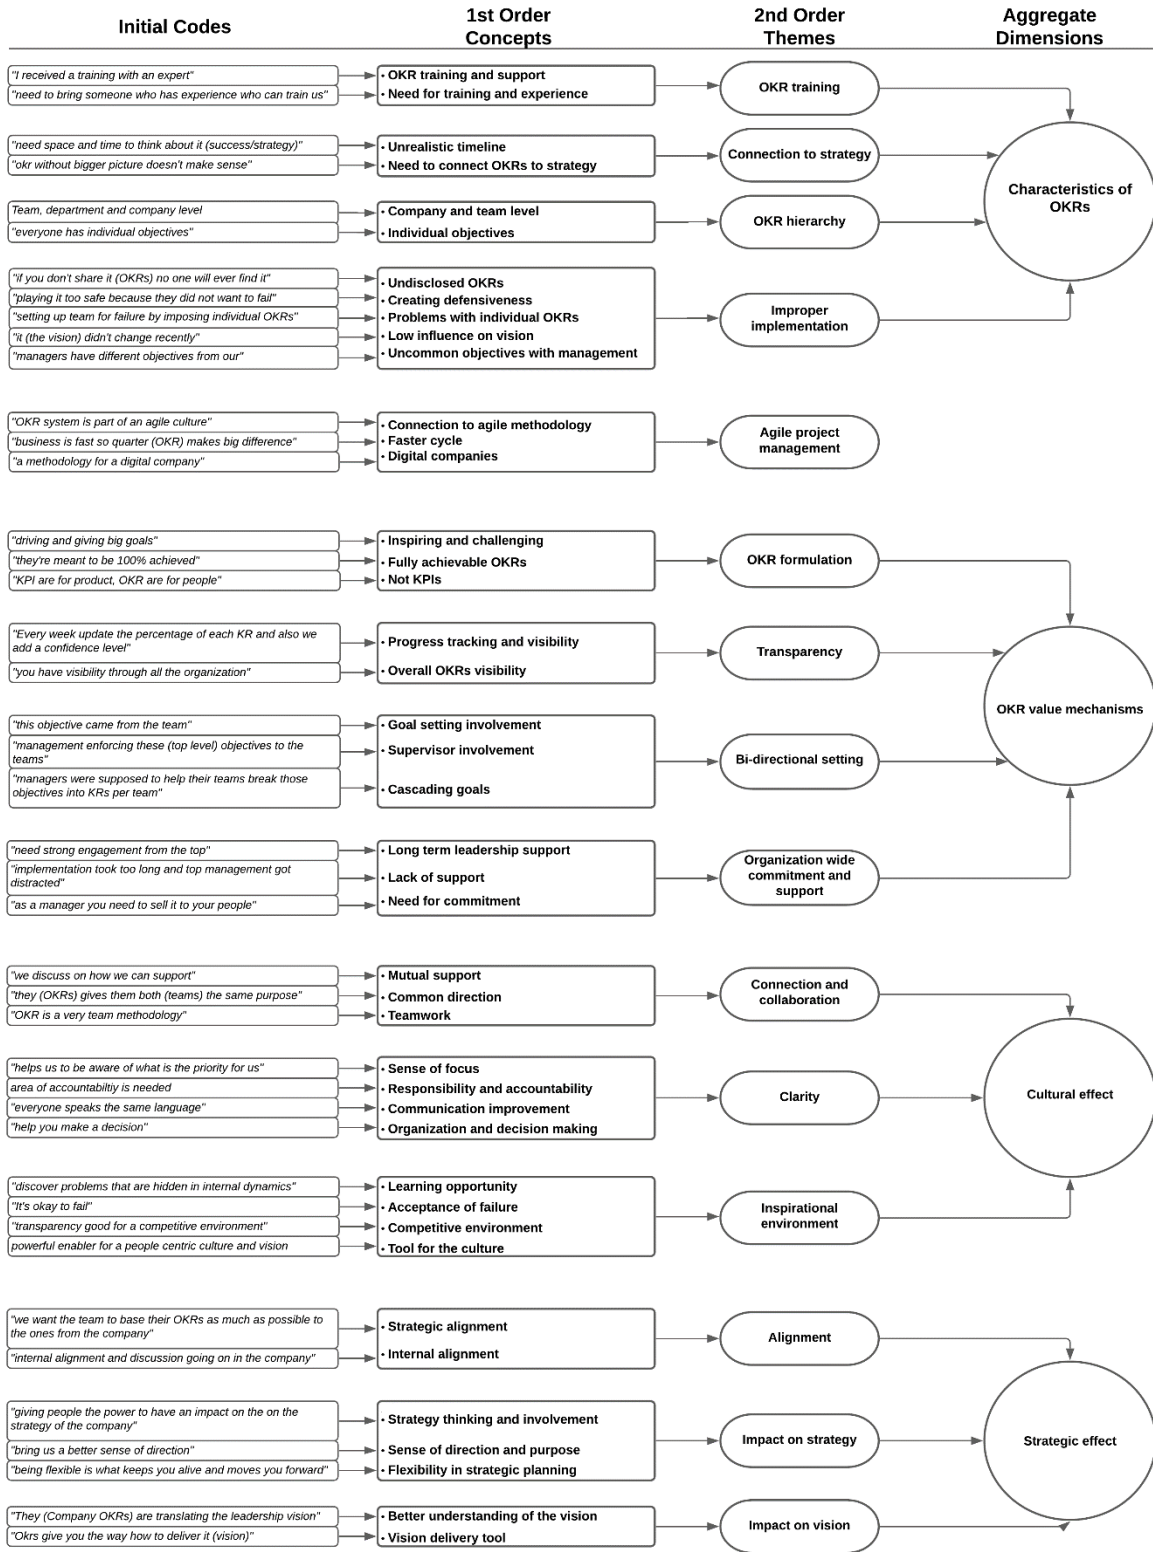 Initial Codes
1st Order
Concepts
2nd Order
Themes
Aggregate
Dimensions
"I received a training with an expert"
"need to bring someone who has experience who can train us"
• OKR training and support
• Need for training and experience
OKR training
"need space and time to think about it (success/strategy)"
"okr without bigger picture doesn't make sense"
• Unrealistic timeline
• Need to connect OKRs to strategy
Connection to strategy
Team, department and company level
"everyone has individual objectives"
• Company and team level
• Individual objectives
OKR hierarchy
Characteristics of
OKRs
"if you don't share it (OKRs) no one will ever find it"
"playing it too safe because they did not want to fail"
"setting up team for failure by imposing individual OKRs"
"it (the vision) didn't change recently"
"managers have different objectives from our"
• Undisclosed OKRs
• Creating defensiveness
• Problems with individual OKRs
• Low influence on vision
• Uncommon objectives with management
Improper
implementation
"OKR system is part of an agile culture"
"business is fast so quarter (OKR) makes big difference"
"a methodology for a digital company"
• Connection to agile methodology
• Faster cycle
• Digital companies
Agile project
management
"driving and giving big goals"
"they're meant to be 100% achieved"
"KPI are for product, OKR are for people"
• Inspiring and challenging
• Fully achievable OKRs
• Not KPIs
OKR formulation
"Every week update the percentage of each KR and also we
add a confidence level"
"you have visibility through all the organization"
• Progress tracking and visibility
• Overall OKRs visibility
Transparency
OKR value mechanisms
"this objective came from the team"
"management enforcing these (top level) objectives to the
teams"
"managers were supposed to help their teams break those
objectives into KRs per team"
• Goal setting involvement
• Supervisor involvement
• Cascading goals
Bi-directional setting
"need strong engagement from the top"
"implementation took too long and top management got
distracted"
"as a manager you need to sell it to your people"
• Long term leadership support
• Lack of support
• Need for commitment
Organization wide
commitment and
support
"we discuss on how we can support"
"they (OKRs) gives them both (teams) the same purpose"
"OKR is a very team methodology"
• Mutual support
• Common direction
• Teamwork
Connection and
collaboration
"helps us to be aware of what is the priority for us"
area of accountabiltiy is needed
"everyone speaks the same language"
"help you make a decision"
• Sense of focus
• Responsibility and accountability
• Communication improvement
• Organization and decision making
Clarity
Cultural effect
"discover problems that are hidden in internal dynamics"
"It's okay to fail"
"transparency good for a competitive environment"
powerful enabler for a people centric culture and vision
• Learning opportunity
• Acceptance of failure
• Competitive environment
• Tool for the culture
Inspirational
environment
"we want the team to base their OKRs as much as possible to
the ones from the company"
"internal alignment and discussion going on in the company"
• Strategic alignment
• Internal alignment
Alignment
"giving people the power to have an impact on the on the
strategy of the company"
"bring us a better sense of direction"
"being flexible is what keeps you alive and moves you forward"
• Strategy thinking and involvement
• Sense of direction and purpose
• Flexibility in strategic planning
Impact on strategy
Strategic effect
"They (Company OKRs) are translating the leadership vision"
"Okrs give you the way how to deliver it (vision)"
• Better understanding of the vision
• Vision delivery tool
Impact on vision